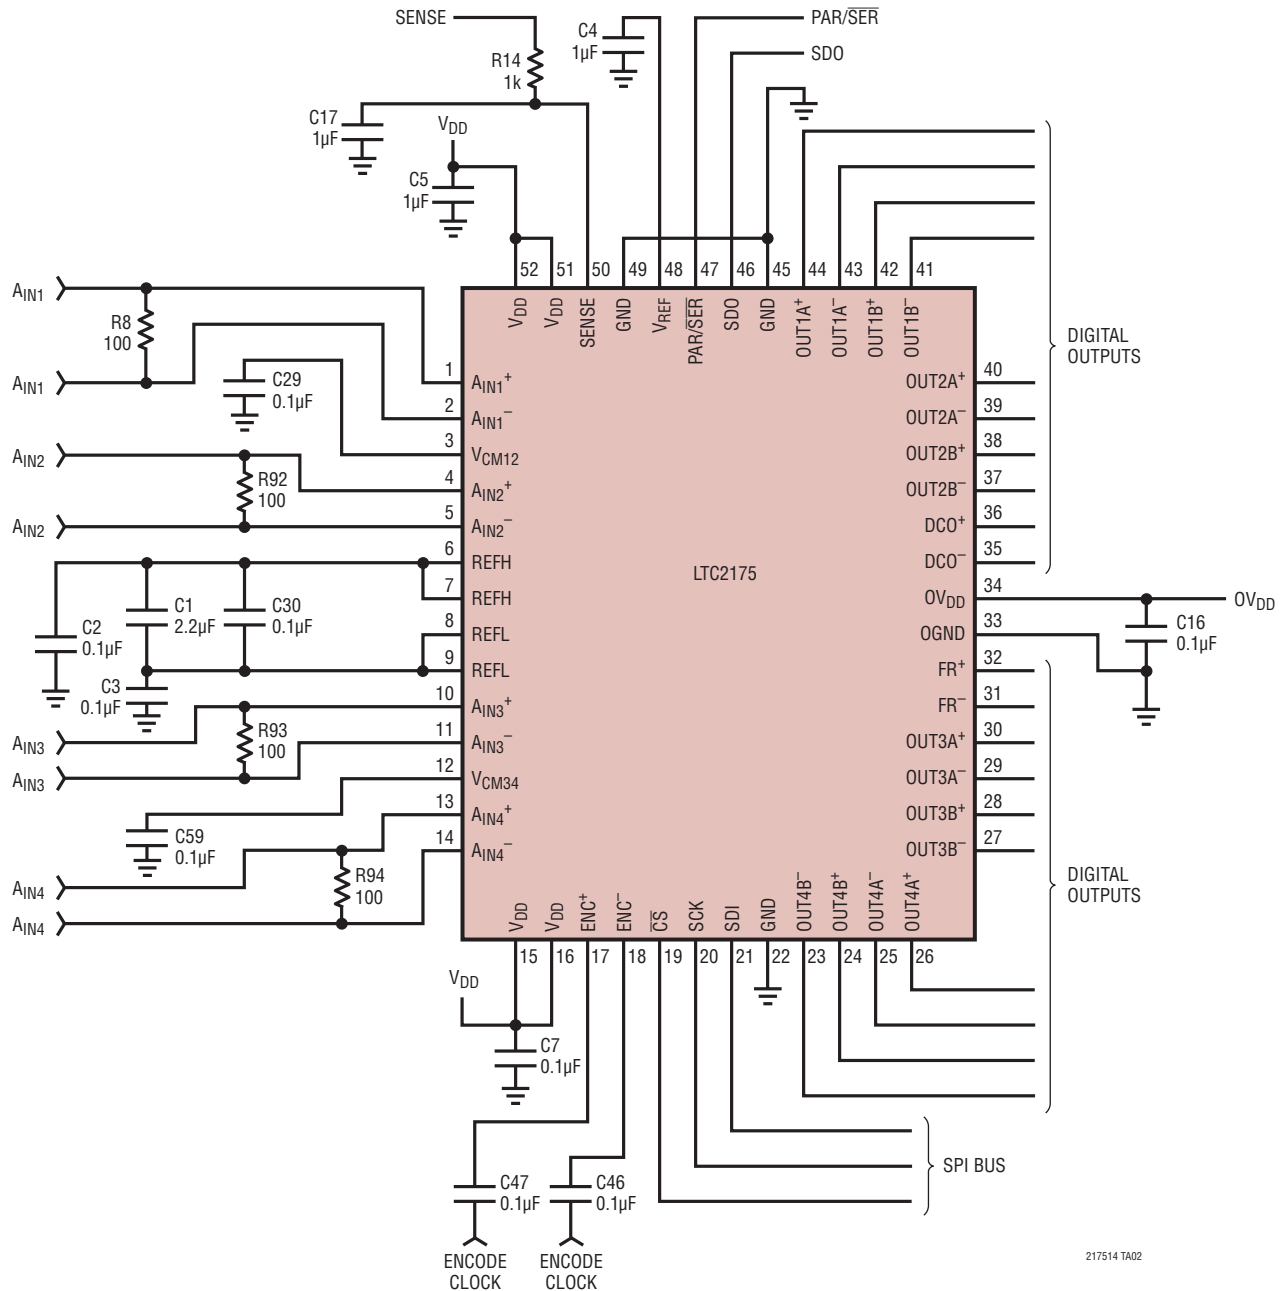 SENSE
R14
1k
C4
1µF
PAR/SER
SDO
C17
1µF
VDD
C5
1µF
52 51 50 49 48 47 46 45 44 43 42 41
VDD VDD SENSE GND VREF PAR/SER SDO GND OUT1A+ OUT1A– OUT1B+ OUT1B–
AIN1
R8
100
AIN1
C29
0.1µF
AIN2
R92
100
AIN2
C2
0.1µF
C1
2.2µF
C30
0.1µF
C3
0.1µF
AIN3
R93
100
AIN3
C59
0.1µF
AIN4
R94
100
AIN4
1 AIN1+
2 AIN1–
3 VCM12
4 AIN2+
5 AIN2–
6 REFH
7 REFH
8 REFL
9 REFL
10 AIN3+
11 AIN3–
12 VCM34
13 AIN4+
14 AIN4–
LTC2175
OUT2A+ 40
OUT2A– 39
OUT2B+ 38
OUT2B– 37
DCO+ 36
DCO– 35
OVDD 34
OGND 33
FR+ 32
FR– 31
OUT3A+ 30
OUT3A– 29
OUT3B+ 28
OUT3B– 27
DIGITAL
OUTPUTS
OVDD
C16
0.1µF
DIGITAL
OUTPUTS
VDD VDD ENC+ ENC– CS SCK SDI GND OUT4B– OUT4B+ OUT4A– OUT4A+
15 16 17 18 19 20 21 22 23 24 25 26
VDD
C7
0.1µF
C47
0.1µF
C46
0.1µF
SPI BUS
ENCODE
CLOCK
ENCODE
CLOCK
217514 TA02